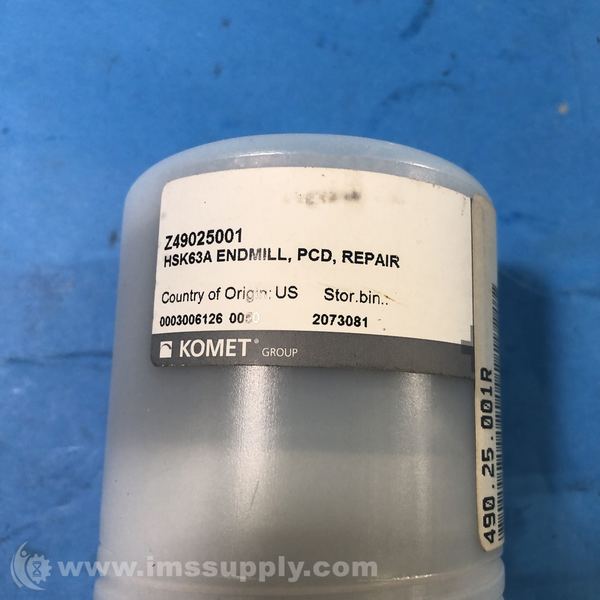 Z49025001
HSK63A ENDMILL, PCD, REPAIR
Country of Origin: US Stor.bin.:
0003006126 0050 2073081
KOMET® GROUP
490.25.001R
www.imssupply.com